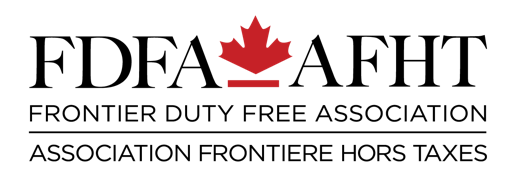 FDFA AFHT
FRONTIER DUTY FREE ASSOCIATION
ASSOCIATION FRONTIERE HORS TAXES